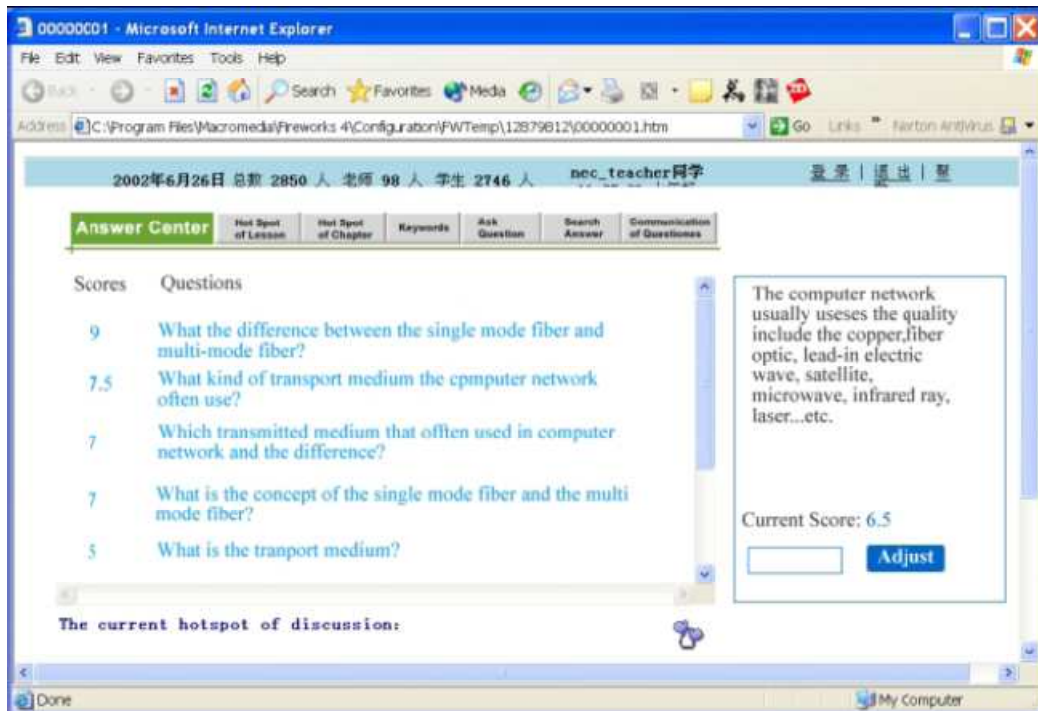 00000001 - Microsoft Internet Explorer
File Edit View Favorites Tools Help
Back Search Favorites Media
Address C:\Program Files\Macromedia\Fireworks 4\Configuration\FWTemp\12879812\00000001.htm Go Links Norton Antivirus
2002年6月26日 总数 2850 人 老师 98 人 学生 2746 人 nec_teacher同学 登录 | 退出 |
Answer Center Hot Spot of Lesson Hot Spot of Chapter Keywords Ask Question Search Answer Communication of Questiones
Scores Questions
9 What the difference between the single mode fiber and
multi-mode fiber?
7.5 What kind of transport medium the cpmputer network
often use?
7 Which transmitted medium that offten used in computer
network and the difference?
7 What is the concept of the single mode fiber and the multi
mode fiber?
5 What is the tranport medium?
The current hotspot of discussion:
The computer network
usually useses the quality
include the copper,fiber
optic, lead-in electric
wave, satellite,
microwave, infrared ray,
laser...etc.
Current Score: 6.5
Adjust
Done My Computer